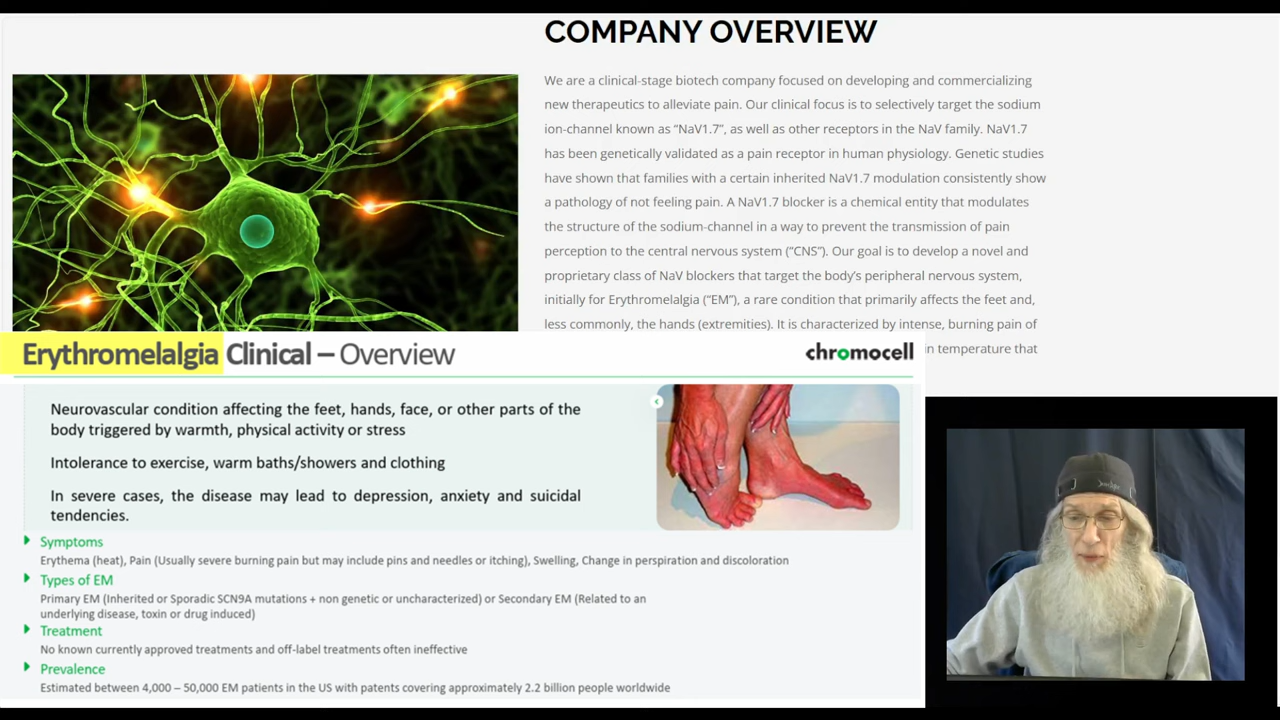 COMPANY OVERVIEW
We are a clinical-stage biotech company focused on developing and commercializing
new therapeutics to alleviate pain. Our clinical focus is to selectively target the sodium
ion-channel known as “NaV1.7”, as well as other receptors in the NaV family. NaV1.7
has been genetically validated as a pain receptor in human physiology. Genetic studies
have shown that families with a certain inherited NaV1.7 modulation consistently show
a pathology of not feeling pain. A NaV1.7 blocker is a chemical entity that modulates
the structure of the sodium-channel in a way to prevent the transmission of pain
perception to the central nervous system (“CNS”). Our goal is to develop a novel and
proprietary class of NaV blockers that target the body’s peripheral nervous system,
initially for Erythromelalgia (“EM”), a rare condition that primarily affects the feet and,
less commonly, the hands (extremities). It is characterized by intense, burning pain of
in temperature that
Erythromelalgia Clinical – Overview
chromocell
Neurovascular condition affecting the feet, hands, face, or other parts of the
body triggered by warmth, physical activity or stress
Intolerance to exercise, warm baths/showers and clothing
In severe cases, the disease may lead to depression, anxiety and suicidal
tendencies.
Symptoms
Erythema (heat), Pain (Usually severe burning pain but may include pins and needles or itching), Swelling, Change in perspiration and discoloration
Types of EM
Primary EM (Inherited or Sporadic SCN9A mutations + non genetic or uncharacterized) or Secondary EM (Related to an
underlying disease, toxin or drug induced)
Treatment
No known currently approved treatments and off-label treatments often ineffective
Prevalence
Estimated between 4,000 – 50,000 EM patients in the US with patents covering approximately 2.2 billion people worldwide